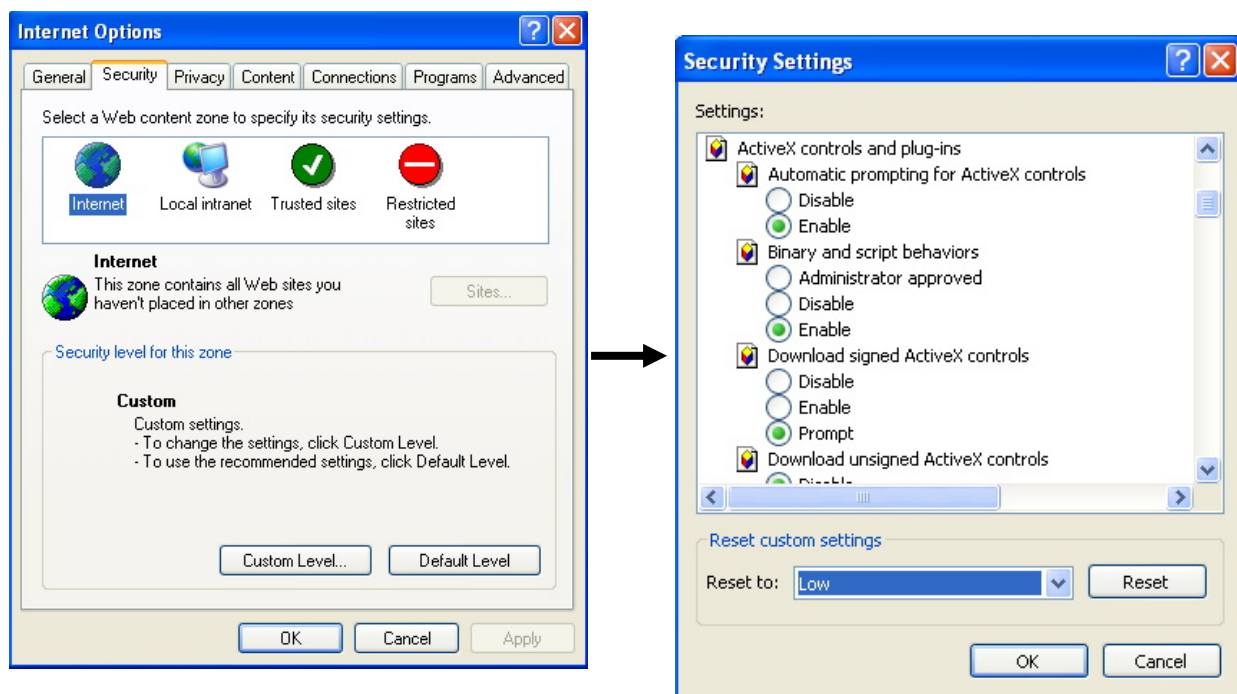 Internet Options
General Security Privacy Content Connections Programs Advanced
Select a Web content zone to specify its security settings.
Internet Local intranet Trusted sites Restricted
sites
Internet
This zone contains all Web sites you
haven't placed in other zones
Sites...
Security level for this zone
Custom
Custom settings.
- To change the settings, click Custom Level.
- To use the recommended settings, click Default Level.
Custom Level... Default Level
OK Cancel Apply
Security Settings
Settings:
ActiveX controls and plug-ins
Automatic prompting for ActiveX controls
Disable
Enable
Binary and script behaviors
Administrator approved
Disable
Enable
Download signed ActiveX controls
Disable
Enable
Prompt
Download unsigned ActiveX controls
Disable
Reset custom settings
Reset to: Low Reset
OK Cancel